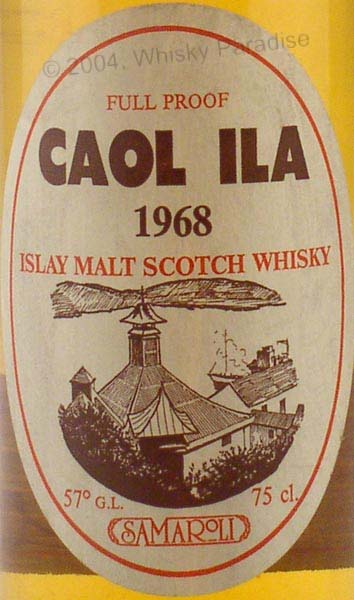 © 2004. Whisky Paradise
FULL PROOF
CAOL ILA
1968
ISLAY MALT SCOTCH WHISKY
57° G.L. 75 cl.
SAMAROLI